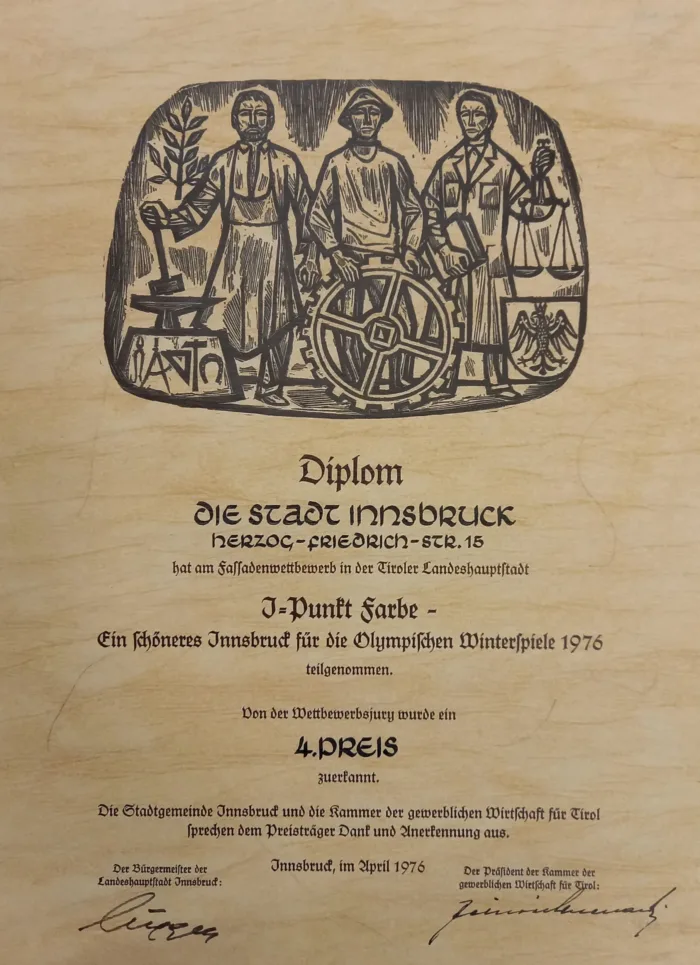 Diplom
DIE STADT INNSBRUCK
HERZOG-FRIEDRICH-STR. 15
hat am Faſſadenwettbewerb in der Tiroler Landeshauptſtadt
I=Punkt Farbe -
Ein ſchöneres Innsbruck für die Olympiſchen Winterſpiele 1976
teilgenommen.
Von der Wettbewerbsjury wurde ein
4. PREIS
zuerkannt.
Die Stadtgemeinde Innsbruck und die Kammer der gewerblichen Wirtſchaft für Tirol
ſprechen dem Preisträger Dank und Anerkennung aus.
Innsbruck, im April 1976
Der Bürgermeiſter der
Landeshauptſtadt Innsbruck:
Der Präſident der Kammer der
gewerblichen Wirtſchaft für Tirol: